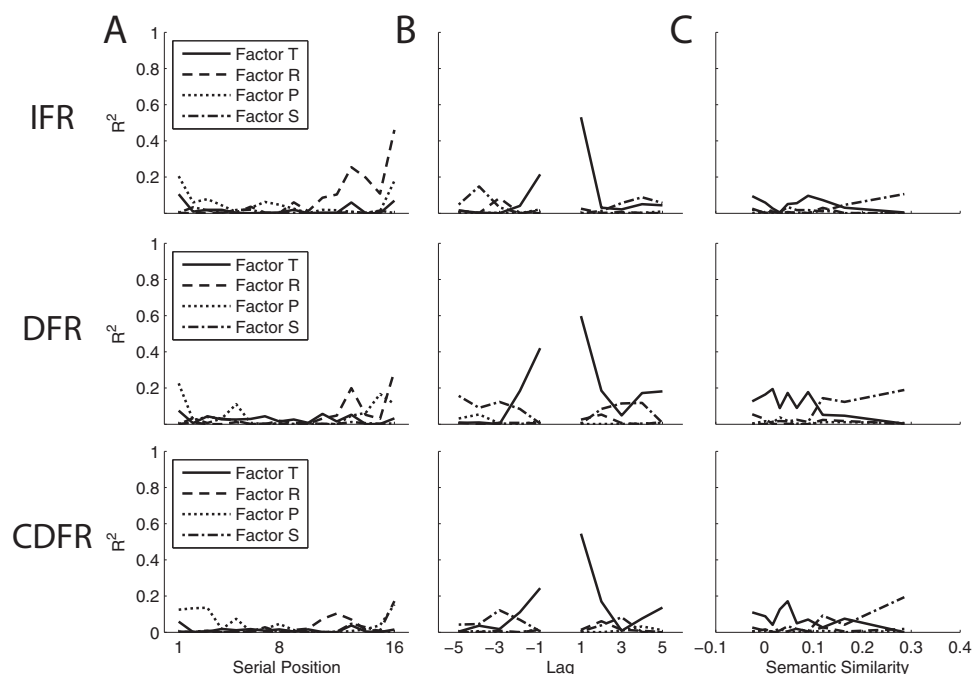 A B C
IFR
R2
1
0.8
0.6
0.4
0.2
Factor T
Factor R
Factor P
Factor S
DFR
R2
1
0.8
0.6
0.4
0.2
Factor T
Factor R
Factor P
Factor S
CDFR
R2
1
0.8
0.6
0.4
0.2
0
Factor T
Factor R
Factor P
Factor S
1 8 16
Serial Position
−5 −3 −1 1 3 5
Lag
−0.1 0 0.1 0.2 0.3 0.4
Semantic Similarity